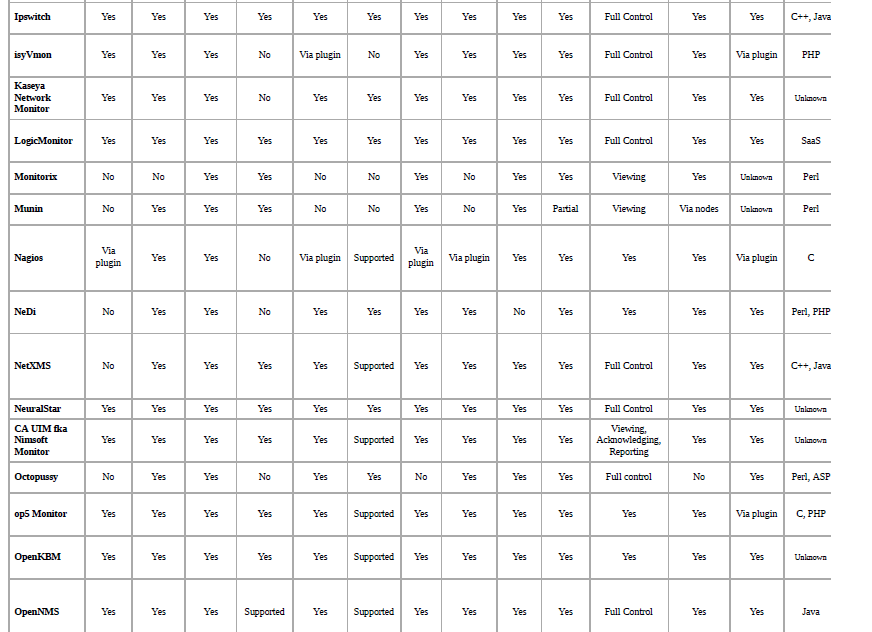 Ipswitch Yes Yes Yes Yes Yes Yes Yes Yes Yes Yes Full Control Yes Yes C++, Java
isyVmon Yes Yes Yes No Via plugin No Yes Yes Yes Yes Full Control Yes Via plugin PHP
Kaseya
Network
Monitor Yes Yes Yes No Yes Yes Yes Yes Yes Yes Full Control Yes Yes Unknown
LogicMonitor Yes Yes Yes Yes Yes Yes Yes Yes Yes Yes Full Control Yes Yes SaaS
Monitorix No No Yes Yes No No Yes No Yes Yes Viewing Yes Unknown Perl
Munin No Yes Yes Yes No No Yes No Yes Partial Viewing Via nodes Unknown Perl
Nagios Via
plugin Yes Yes No Via plugin Supported Via
plugin Via plugin Yes Yes Yes Yes Via plugin C
NeDi No Yes Yes No Yes Yes Yes Yes No Yes Yes Yes Yes Perl, PHP
NetXMS No Yes Yes Yes Yes Supported Yes Yes Yes Yes Full Control Yes Yes C++, Java
NeuralStar Yes Yes Yes Yes Yes Yes Yes Yes Yes Yes Full Control Yes Yes Unknown
CA UIM fka
Nimsoft
Monitor Yes Yes Yes Yes Yes Supported Yes Yes Yes Yes Viewing,
Acknowledging,
Reporting Yes Yes Unknown
Octopussy No Yes Yes No Yes Yes No Yes Yes Yes Full control No Yes Perl, ASP
op5 Monitor Yes Yes Yes Yes Yes Supported Yes Yes Yes Yes Yes Yes Via plugin C, PHP
OpenKBM Yes Yes Yes Yes Yes Supported Yes Yes Yes Yes Yes Yes Yes Unknown
OpenNMS Yes Yes Yes Supported Yes Supported Yes Yes Yes Yes Full Control Yes Yes Java